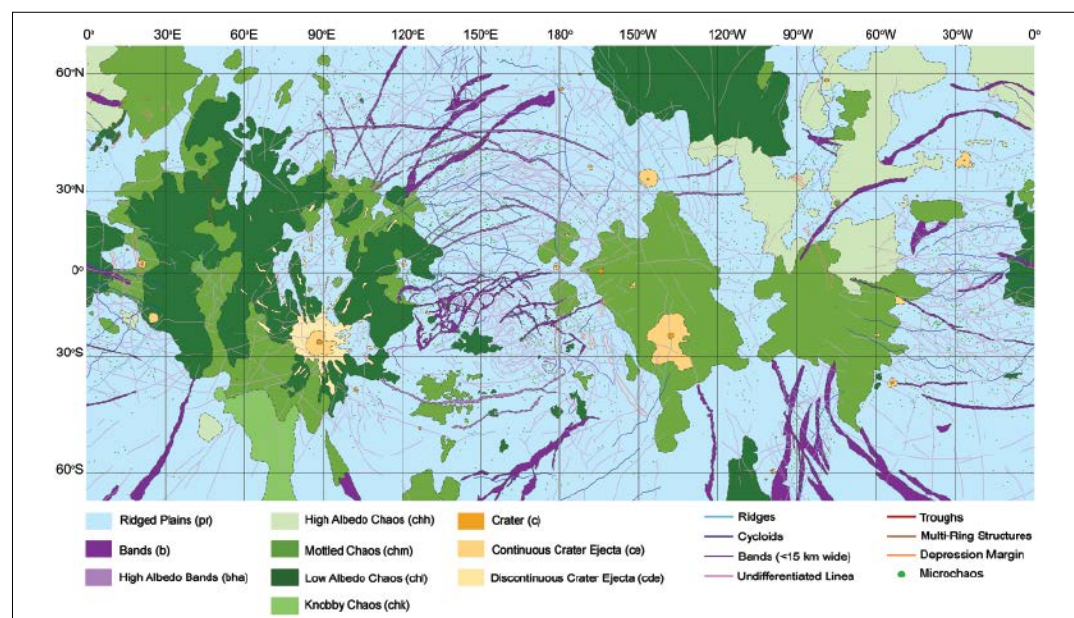 0° 30°E 60°E 90°E 120°E 150°E 180° 150°W 120°W 90°W 60°W 30°W 0°
60°N
30°N
0°
30°S
60°S
Ridged Plains (pr) High Albedo Chaos (chh) Crater (c) Ridges Troughs
Bands (b) Mottled Chaos (chm) Continuous Crater Ejecta (ce) Cycloids Multi-Ring Structures
High Albedo Bands (bha) Low Albedo Chaos (chl) Discontinuous Crater Ejecta (cde) Bands (<15 km wide) Depression Margin
Knobby Chaos (chk) Undifferentiated Linea Microchaos